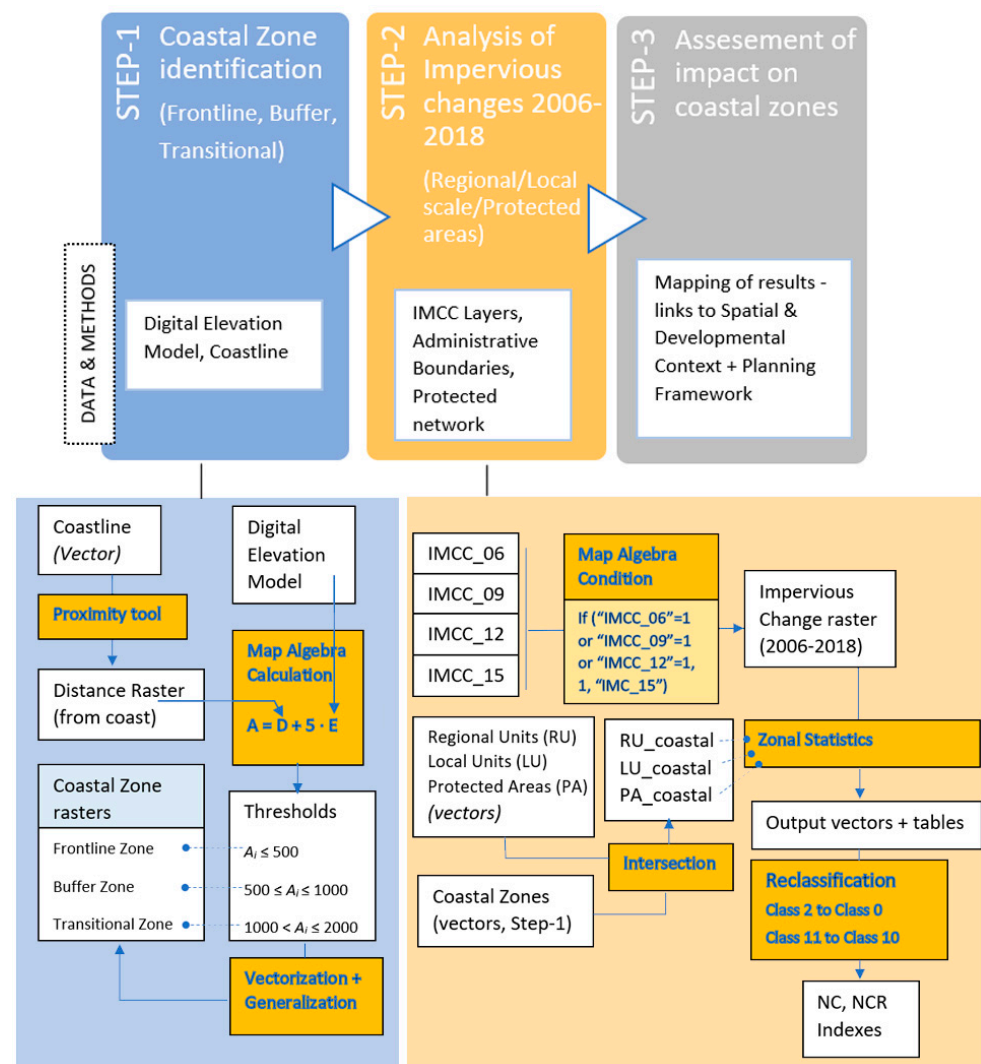 STEP-1
Coastal Zone
identification
(Frontline, Buffer,
Transitional)
STEP-2
Analysis of
Impervious
changes 2006-
2018
(Regional/Local
scale/Protected
areas)
STEP-3
Assesement of
impact on
coastal zones
DATA & METHODS
Digital Elevation
Model, Coastline
IMCC Layers,
Administrative
Boundaries,
Protected
network
Mapping of results -
links to Spatial &
Developmental
Context + Planning
Framework
Coastline
(Vector)
Digital
Elevation
Model
Proximity tool
Map Algebra
Calculation
A = D + 5 · E
Distance Raster
(from coast)
Coastal Zone
rasters
Frontline Zone
Buffer Zone
Transitional Zone
Thresholds
Ai ≤ 500
500 ≤ Ai ≤ 1000
1000 < Ai ≤ 2000
Vectorization +
Generalization
IMCC_06
IMCC_09
IMCC_12
IMCC_15
Map Algebra
Condition
If ("IMCC_06"=1
or "IMCC_09"=1
or "IMCC_12"=1,
1, "IMC_15")
Impervious
Change raster
(2006-2018)
Regional Units (RU)
Local Units (LU)
Protected Areas (PA)
(vectors)
RU_coastal
LU_coastal
PA_coastal
Zonal Statistics
Intersection
Coastal Zones
(vectors, Step-1)
Output vectors + tables
Reclassification
Class 2 to Class 0
Class 11 to Class 10
NC, NCR
Indexes